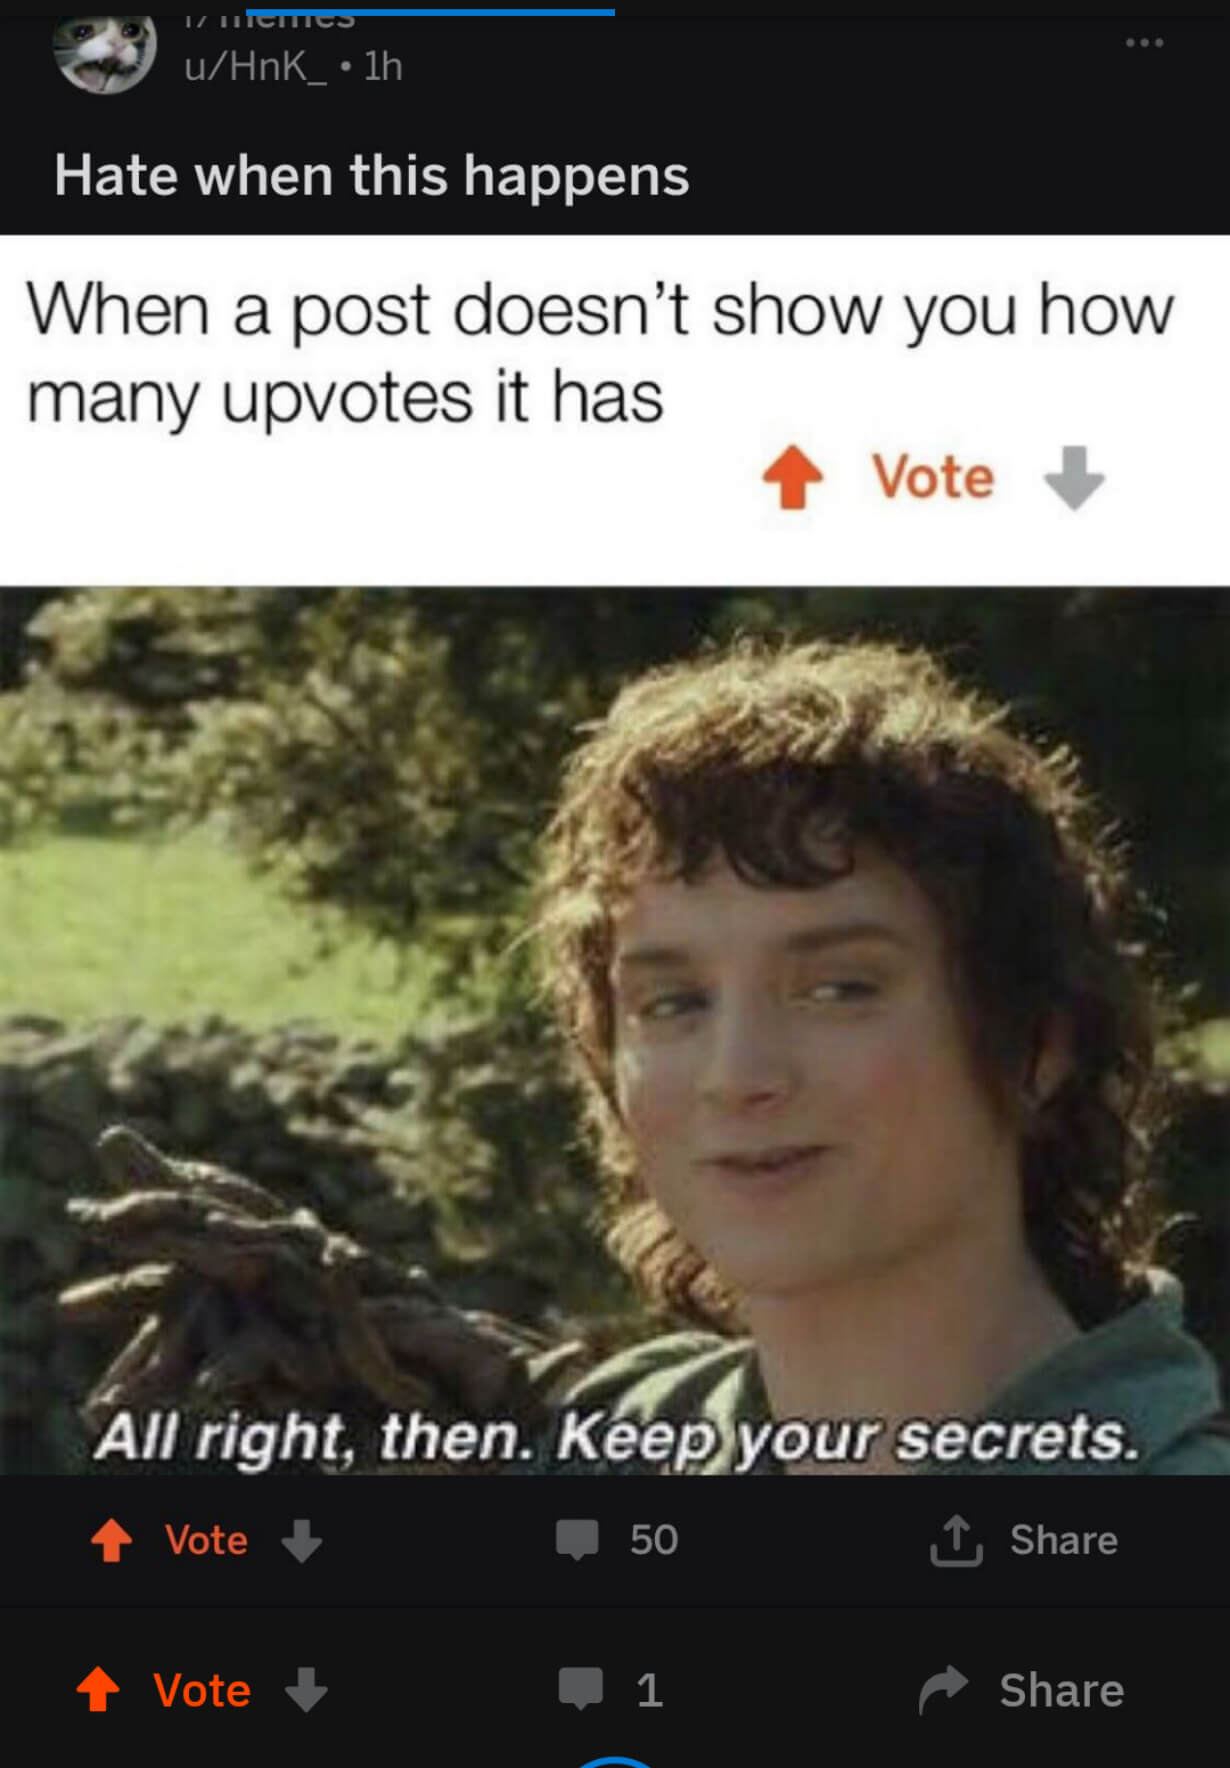 r/memes
u/HnK_ • 1h
Hate when this happens
When a post doesn't show you how
many upvotes it has
Vote
All right, then. Keep your secrets.
Vote 50 Share
Vote 1 Share